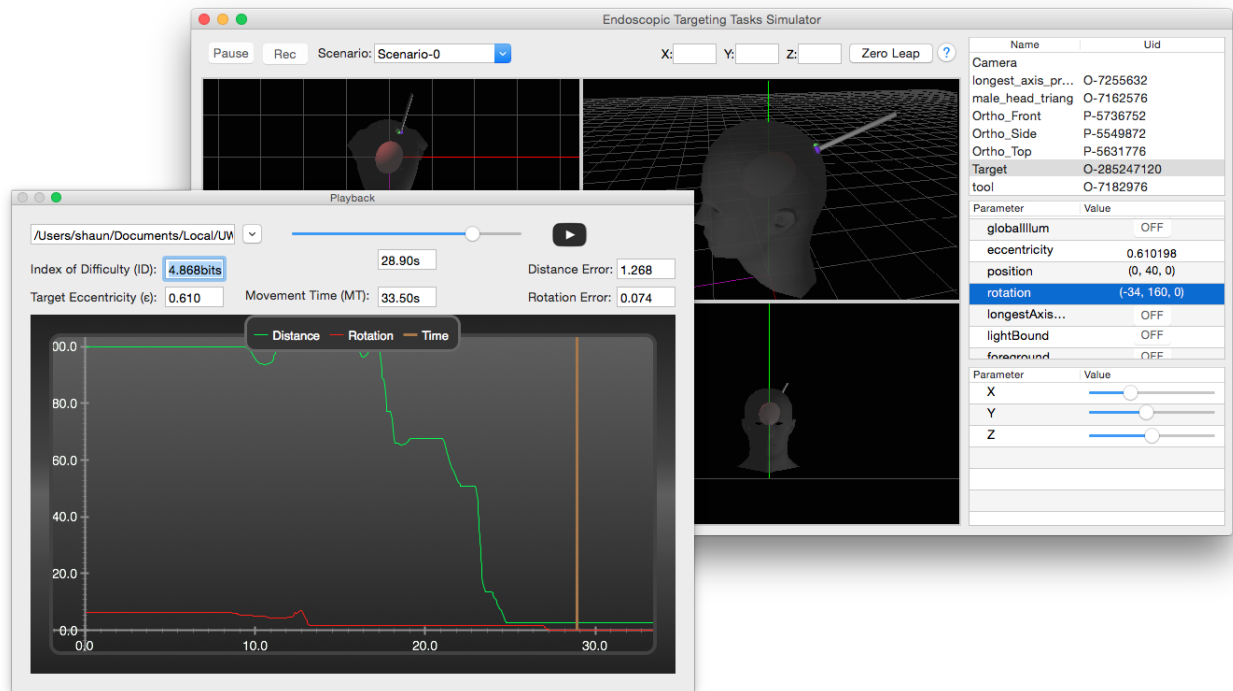 Endoscopic Targeting Tasks Simulator
Pause Rec Scenario: Scenario-0 X: Y: Z: Zero Leap ?
Name Uid
Camera
longest_axis_pr... O-7255632
male_head_triang O-7162576
Ortho_Front P-5736752
Ortho_Side P-5549872
Ortho_Top P-5631776
Target O-285247120
tool O-7182976
Parameter Value
globalIllum OFF
eccentricity 0.610198
position (0, 40, 0)
rotation (-34, 160, 0)
longestAxis... OFF
lightBound OFF
foreground OFF
Parameter Value
X
Y
Z
Playback
/Users/shaun/Documents/Local/UW
28.90s
Index of Difficulty (ID): 4.868bits Distance Error: 1.268
Target Eccentricity (ε): 0.610 Movement Time (MT): 33.50s Rotation Error: 0.074
Distance Rotation Time
00.0
80.0
60.0
40.0
20.0
0.0
0.0 10.0 20.0 30.0